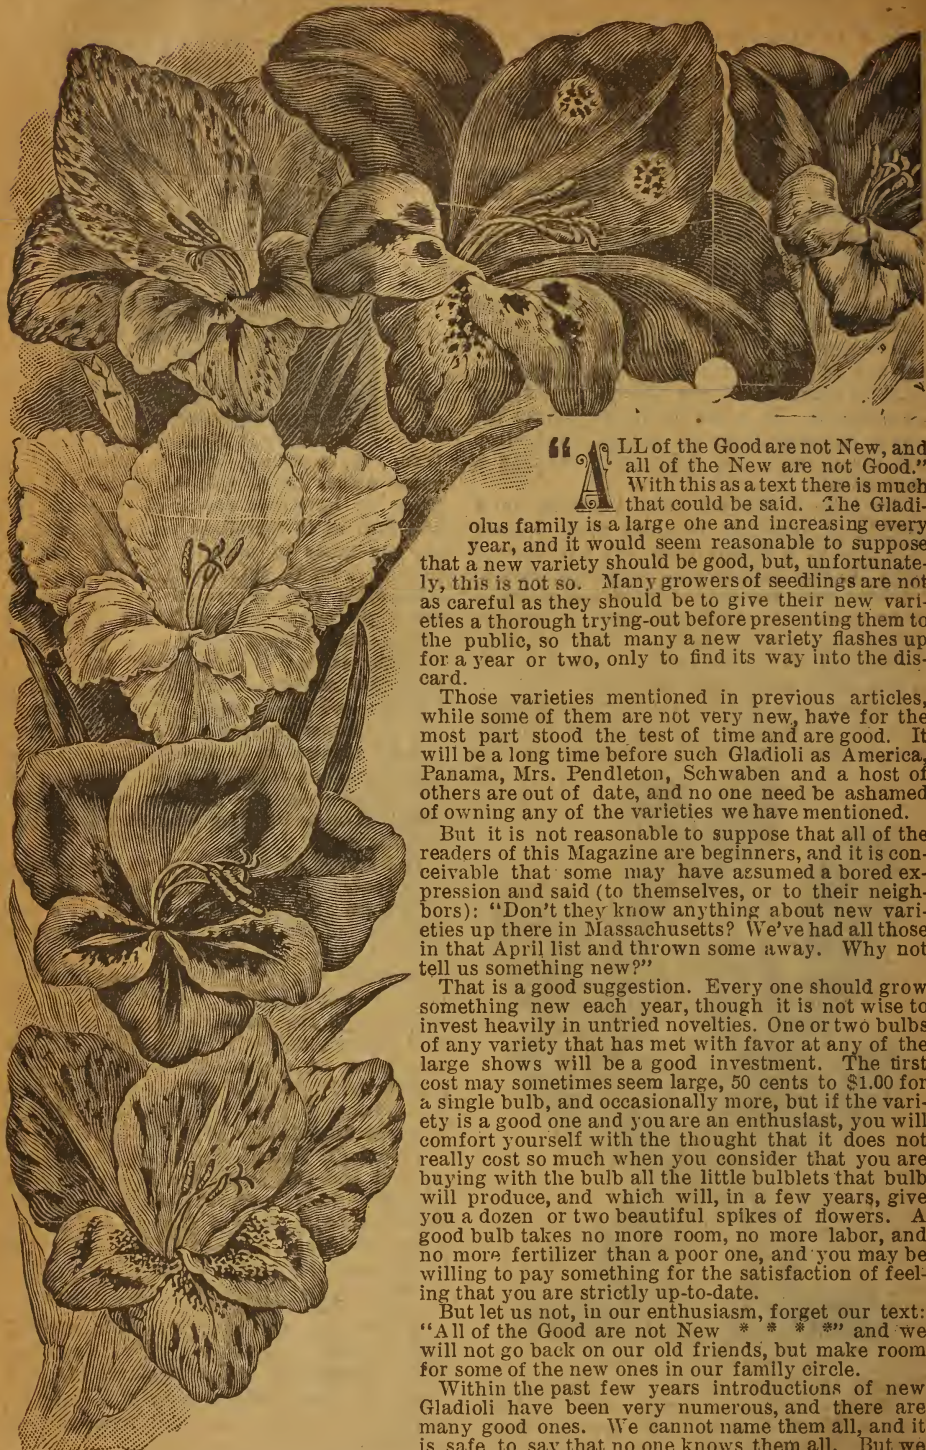 “ALL of the Good are not New, and
all of the New are not Good.”
With this as a text there is much
that could be said. The Gladi-
olus family is a large one and increasing every
year, and it would seem reasonable to suppose
that a new variety should be good, but, unfortunate-
ly, this is not so. Many growers of seedlings are not
as careful as they should be to give their new vari-
eties a thorough trying-out before presenting them to
the public, so that many a new variety flashes up
for a year or two, only to find its way into the dis-
card.
Those varieties mentioned in previous articles,
while some of them are not very new, have for the
most part stood the test of time and are good. It
will be a long time before such Gladioli as America,
Panama, Mrs. Pendleton, Schwaben and a host of
others are out of date, and no one need be ashamed
of owning any of the varieties we have mentioned.
But it is not reasonable to suppose that all of the
readers of this Magazine are beginners, and it is con-
ceivable that some may have assumed a bored ex-
pression and said (to themselves, or to their neigh-
bors): “Don’t they know anything about new vari-
eties up there in Massachusetts? We’ve had all those
in that April list and thrown some away. Why not
tell us something new?”
That is a good suggestion. Every one should grow
something new each year, though it is not wise to
invest heavily in untried novelties. One or two bulbs
of any variety that has met with favor at any of the
large shows will be a good investment. The first
cost may sometimes seem large, 50 cents to $1.00 for
a single bulb, and occasionally more, but if the vari-
ety is a good one and you are an enthusiast, you will
comfort yourself with the thought that it does not
really cost so much when you consider that you are
buying with the bulb all the little bulblets that bulb
will produce, and which will, in a few years, give
you a dozen or two beautiful spikes of flowers. A
good bulb takes no more room, no more labor, and
no more fertilizer than a poor one, and you may be
willing to pay something for the satisfaction of feel-
ing that you are strictly up-to-date.
But let us not, in our enthusiasm, forget our text:
“All of the Good are not New * * * *” and we
will not go back on our old friends, but make room
for some of the new ones in our family circle.
Within the past few years introductions of new
Gladioli have been very numerous, and there are
many good ones. We cannot name them all, and it
is safe to say that no one knows them all. But we